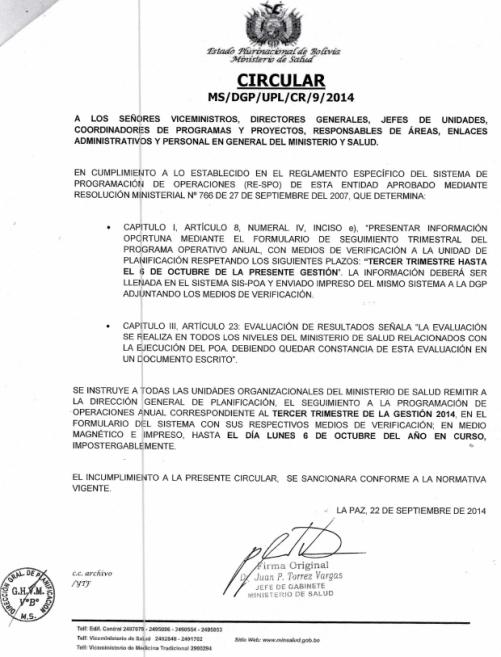 Estado Plurinacional de Bolivia
Ministerio de Salud
CIRCULAR
MS/DGP/UPL/CR/9/2014
A LOS SEÑORES VICEMINISTROS, DIRECTORES GENERALES, JEFES DE UNIDADES,
COORDINADORES DE PROGRAMAS Y PROYECTOS, RESPONSABLES DE ÁREAS, ENLACES
ADMINISTRATIVOS Y PERSONAL EN GENERAL DEL MINISTERIO Y SALUD.
EN CUMPLIMIENTO A LO ESTABLECIDO EN EL REGLAMENTO ESPECÍFICO DEL SISTEMA DE
PROGRAMACIÓN DE OPERACIONES (RE-SPO) DE ESTA ENTIDAD APROBADO MEDIANTE
RESOLUCIÓN MINISTERIAL Nº 766 DE 27 DE SEPTIEMBRE DEL 2007, QUE DETERMINA:
• CAPITULO I, ARTÍCULO 8, NUMERAL IV, INCISO e), "PRESENTAR INFORMACIÓN
OPORTUNA MEDIANTE EL FORMULARIO DE SEGUIMIENTO TRIMESTRAL DEL
PROGRAMA OPERATIVO ANUAL, CON MEDIOS DE VERIFICACIÓN A LA UNIDAD DE
PLANIFICACIÓN RESPETANDO LOS SIGUIENTES PLAZOS: "TERCER TRIMESTRE HASTA
EL 6 DE OCTUBRE DE LA PRESENTE GESTIÓN". LA INFORMACIÓN DEBERÁ SER
LLENADA EN EL SISTEMA SIS-POA Y ENVIADO IMPRESO DEL MISMO SISTEMA A LA DGP
ADJUNTANDO LOS MEDIOS DE VERIFICACIÓN.
• CAPITULO III, ARTÍCULO 23: EVALUACIÓN DE RESULTADOS SEÑALA "LA EVALUACIÓN
SE REALIZA EN TODOS LOS NIVELES DEL MINISTERIO DE SALUD RELACIONADOS CON
LA EJECUCIÓN DEL POA, DEBIENDO QUEDAR CONSTANCIA DE ESTA EVALUACIÓN EN
UN DOCUMENTO ESCRITO".
SE INSTRUYE A TODAS LAS UNIDADES ORGANIZACIONALES DEL MINISTERIO DE SALUD REMITIR A
LA DIRECCIÓN GENERAL DE PLANIFICACIÓN, EL SEGUIMIENTO A LA PROGRAMACIÓN DE
OPERACIONES ANUAL CORRESPONDIENTE AL TERCER TRIMESTRE DE LA GESTIÓN 2014, EN EL
FORMULARIO DEL SISTEMA CON SUS RESPECTIVOS MEDIOS DE VERIFICACIÓN; EN MEDIO
MAGNÉTICO E IMPRESO, HASTA EL DÍA LUNES 6 DE OCTUBRE DEL AÑO EN CURSO,
IMPOSTERGABLEMENTE.
EL INCUMPLIMIENTO A LA PRESENTE CIRCULAR, SE SANCIONARA CONFORME A LA NORMATIVA
VIGENTE.
LA PAZ, 22 DE SEPTIEMBRE DE 2014
Firma Original
Dr. Juan P. Torrez Vargas
JEFE DE GABINETE
MINISTERIO DE SALUD
c.c. archivo
/YTY
DIRECCIÓN GRAL. DE PLANIFICACIÓN
G.H.V.M.
VºBº
M.S.
Telf: Edif. Central 2497079 - 2495086 - 2490554 - 2495053
Telf: Viceministerio de Salud 2492848 - 2491702
Sitio Web: www.minsalud.gob.bo
Telf: Viceministerio de Medicina Tradicional 2900294